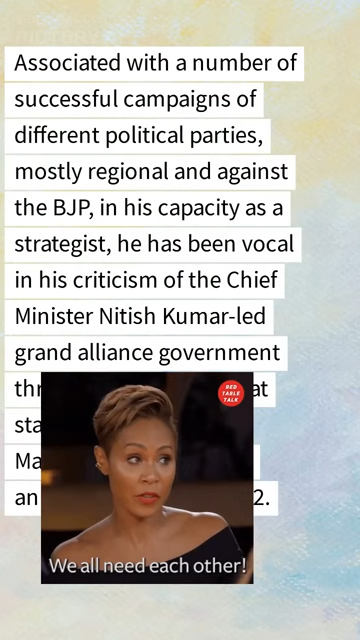 Associated with a number of
successful campaigns of
different political parties,
mostly regional and against
the BJP, in his capacity as a
strategist, he has been vocal
in his criticism of the Chief
Minister Nitish Kumar-led
grand alliance government
at
2.
RED
TABLE
TALK
We all need each other!